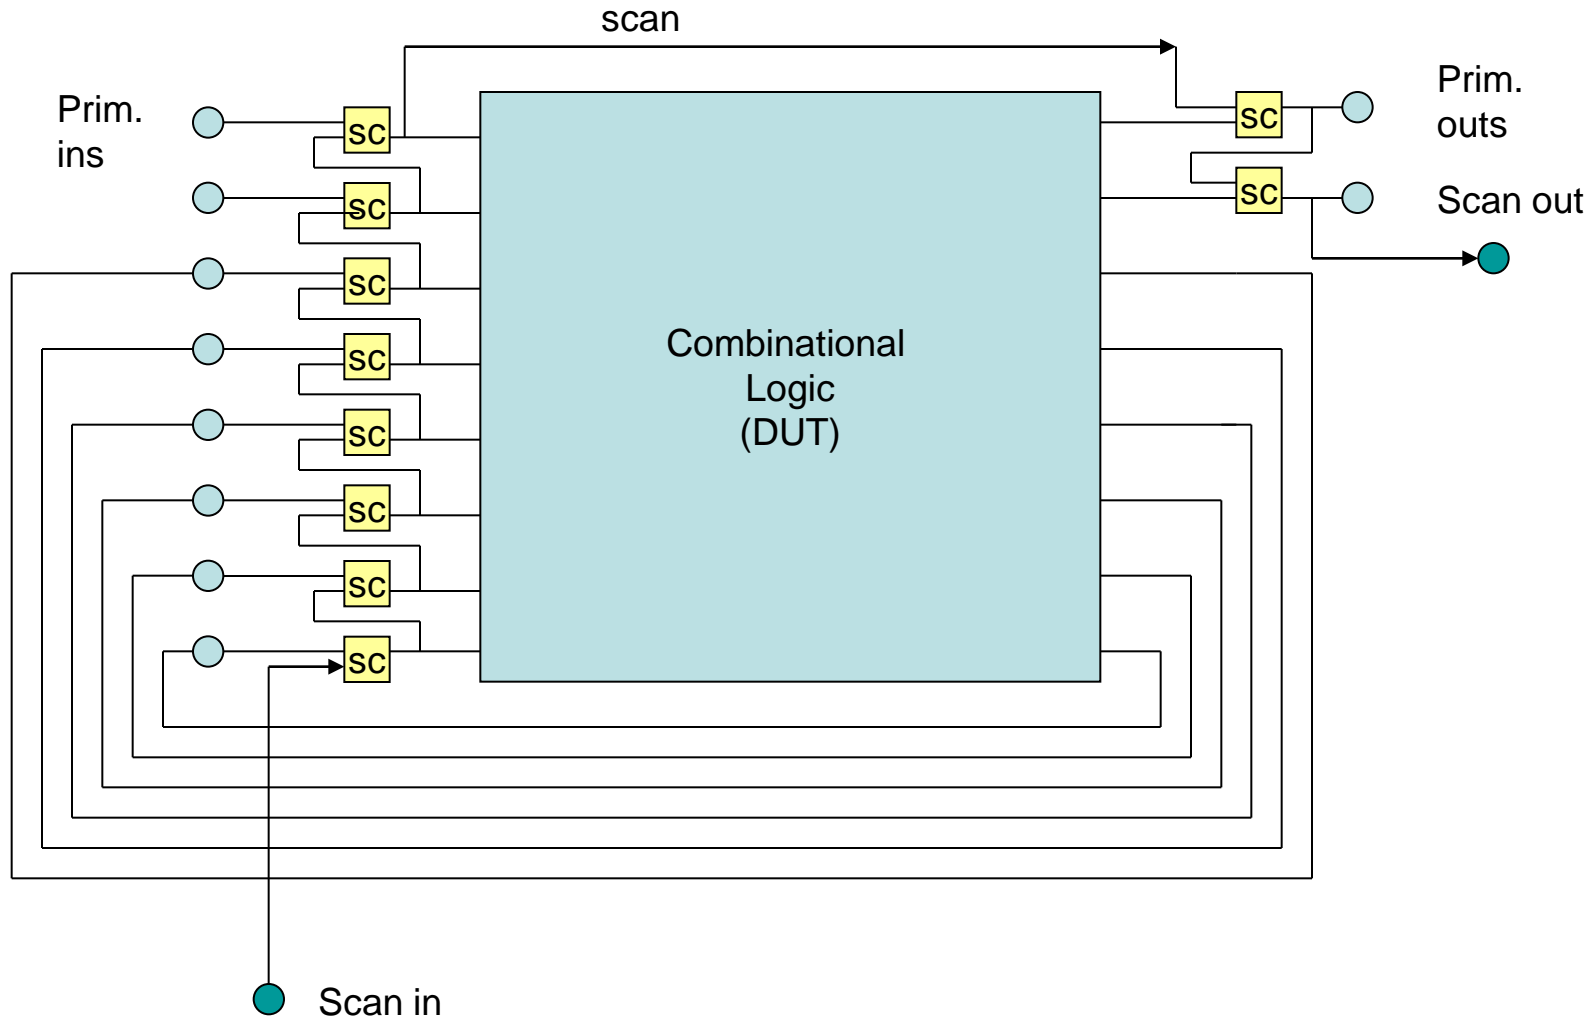 scan
Prim.
ins
Prim.
outs
sc
sc
sc
sc
Scan out
sc
sc
Combinational
Logic
(DUT)
sc
sc
sc
sc
Scan in